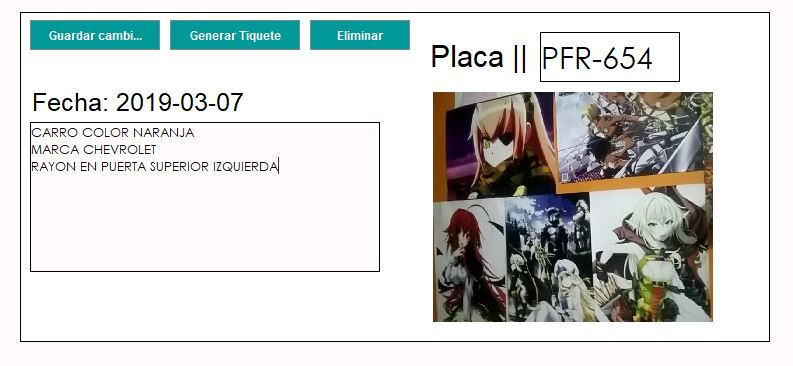 Guardar cambi...
Generar Tiquete
Eliminar
Placa || PFR-654
Fecha: 2019-03-07
CARRO COLOR NARANJA
MARCA CHEVROLET
RAYON EN PUERTA SUPERIOR IZQUIERDA